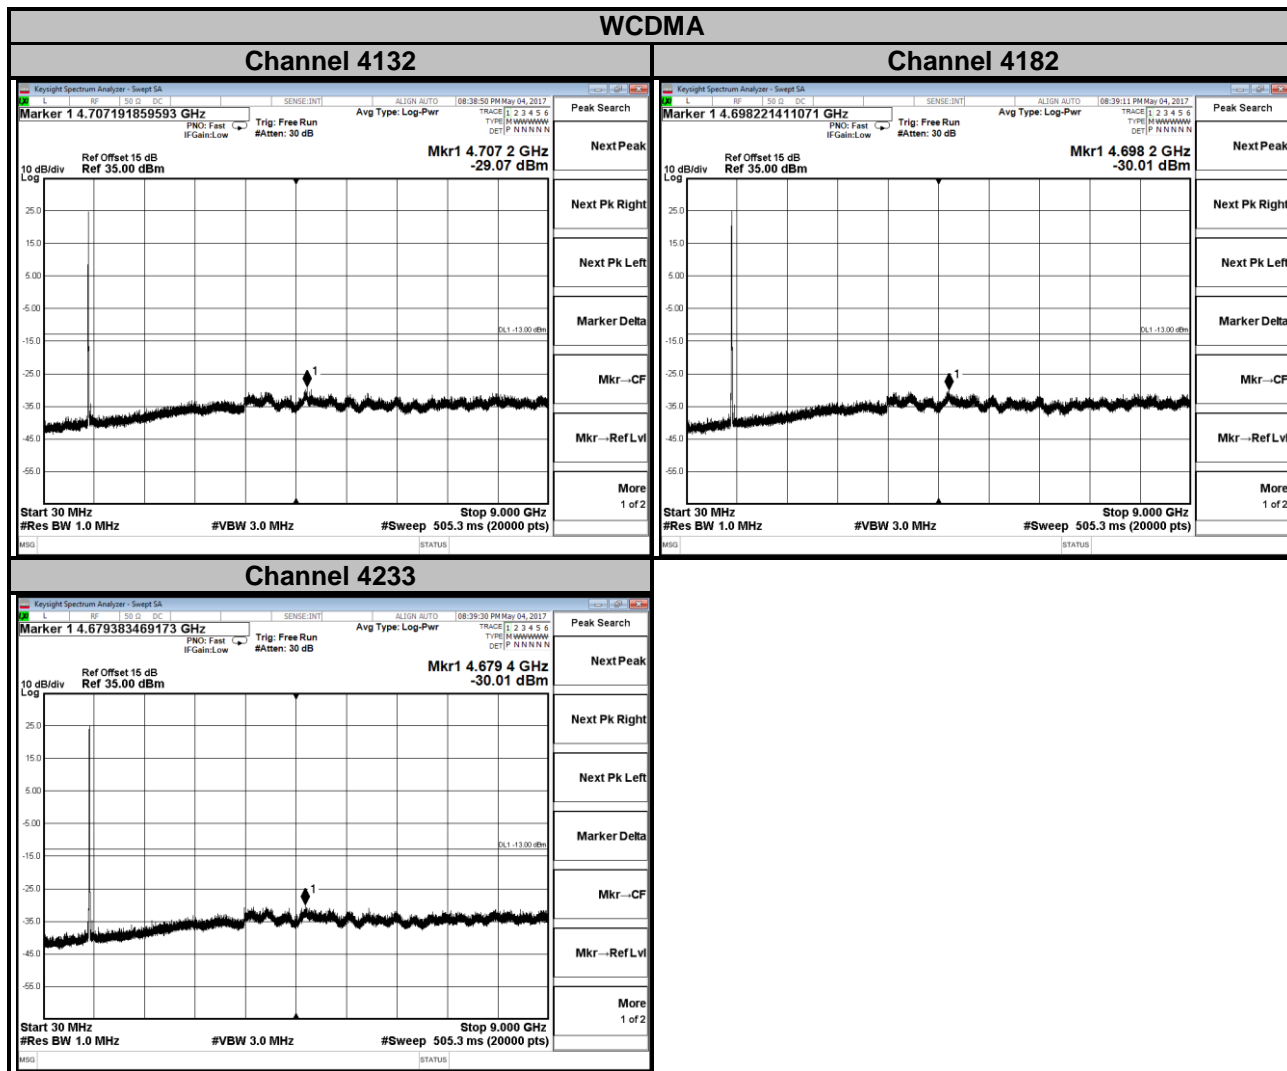 WCDMA
Channel 4132
Keysight Spectrum Analyzer - Swept SA
L RF 50 Ω DC SENSE:INT ALIGN AUTO 08:38:50 PM May 04, 2017
Marker 1 4.707191859593 GHz
PNO: Fast
IFGain:Low
Trig: Free Run
#Atten: 30 dB
Avg Type: Log-Pwr
TRACE 1 2 3 4 5 6
TYPE M WWWWW
DET P N N N N N
Mkr1 4.707 2 GHz
-29.07 dBm
Ref Offset 15 dB
10 dB/div Ref 35.00 dBm
Log
25.0
15.0
5.00
-5.00
DL1 -13.00 dBm
-15.0
-25.0
1
-35.0
-45.0
-55.0
Start 30 MHz Stop 9.000 GHz
#Res BW 1.0 MHz #VBW 3.0 MHz #Sweep 505.3 ms (20000 pts)
MSG STATUS
Peak Search
Next Peak
Next Pk Right
Next Pk Left
Marker Delta
Mkr→CF
Mkr→Ref Lvl
More
1 of 2
Channel 4182
Keysight Spectrum Analyzer - Swept SA
L RF 50 Ω DC SENSE:INT ALIGN AUTO 08:39:11 PM May 04, 2017
Marker 1 4.698221411071 GHz
PNO: Fast
IFGain:Low
Trig: Free Run
#Atten: 30 dB
Avg Type: Log-Pwr
TRACE 1 2 3 4 5 6
TYPE M WWWWW
DET P N N N N N
Mkr1 4.698 2 GHz
-30.01 dBm
Ref Offset 15 dB
10 dB/div Ref 35.00 dBm
Log
25.0
15.0
5.00
-5.00
DL1 -13.00 dBm
-15.0
-25.0
1
-35.0
-45.0
-55.0
Start 30 MHz Stop 9.000 GHz
#Res BW 1.0 MHz #VBW 3.0 MHz #Sweep 505.3 ms (20000 pts)
MSG STATUS
Peak Search
Next Peak
Next Pk Right
Next Pk Left
Marker Delta
Mkr→CF
Mkr→Ref Lvl
More
1 of 2
Channel 4233
Keysight Spectrum Analyzer - Swept SA
L RF 50 Ω DC SENSE:INT ALIGN AUTO 08:39:30 PM May 04, 2017
Marker 1 4.679383469173 GHz
PNO: Fast
IFGain:Low
Trig: Free Run
#Atten: 30 dB
Avg Type: Log-Pwr
TRACE 1 2 3 4 5 6
TYPE M WWWWW
DET P N N N N N
Mkr1 4.679 4 GHz
-30.01 dBm
Ref Offset 15 dB
10 dB/div Ref 35.00 dBm
Log
25.0
15.0
5.00
-5.00
DL1 -13.00 dBm
-15.0
-25.0
1
-35.0
-45.0
-55.0
Start 30 MHz Stop 9.000 GHz
#Res BW 1.0 MHz #VBW 3.0 MHz #Sweep 505.3 ms (20000 pts)
MSG STATUS
Peak Search
Next Peak
Next Pk Right
Next Pk Left
Marker Delta
Mkr→CF
Mkr→Ref Lvl
More
1 of 2